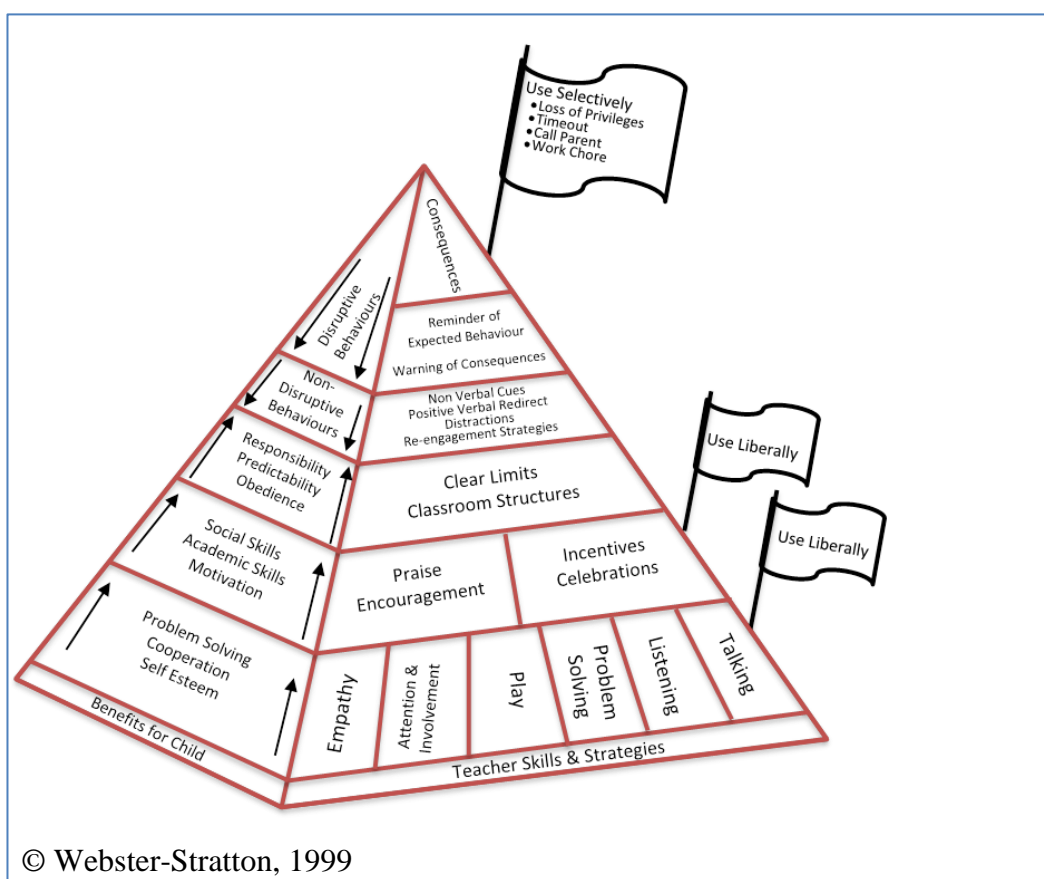 Use Selectively
•Loss of Privileges
•Timeout
•Call Parent
•Work Chore
Consequences
Disruptive
Behaviours
Reminder of
Expected Behaviour
Warning of Consequences
Non-
Disruptive
Behaviours
Non Verbal Cues
Positive Verbal Redirect
Distractions
Re-engagement Strategies
Use Liberally
Responsibility
Predictability
Obedience
Clear Limits
Classroom Structures
Use Liberally
Social Skills
Academic Skills
Motivation
Praise
Encouragement
Incentives
Celebrations
Problem Solving
Cooperation
Self Esteem
Empathy
Attention &
Involvement
Play
Problem
Solving
Listening
Talking
Benefits for Child
Teacher Skills & Strategies
© Webster-Stratton, 1999